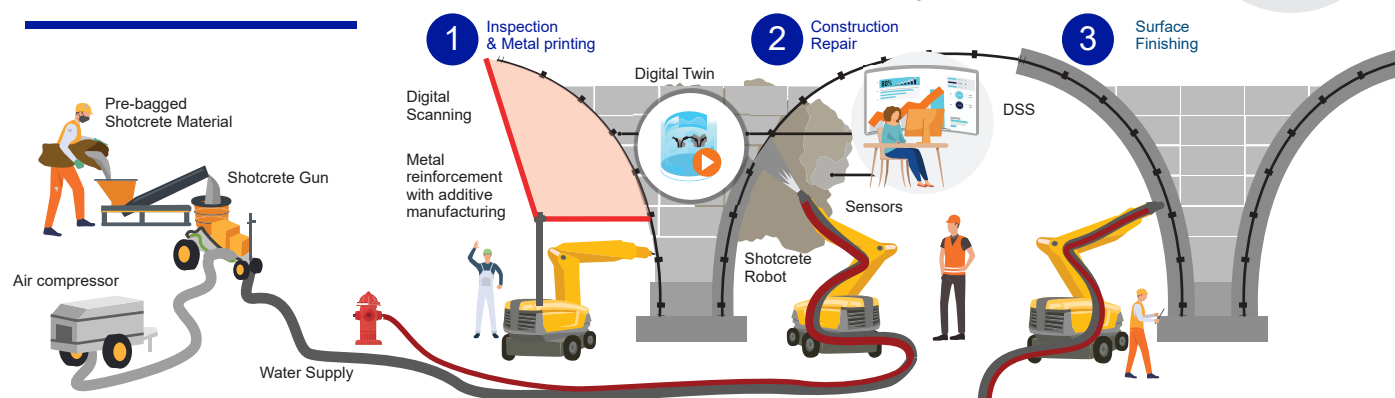 1
Inspection
& Metal printing
2
Construction
Repair
3
Surface
Finishing
Digital Twin
80%
Pre-bagged
Shotcrete Material
Digital
Scanning
DSS
Metal
reinforcement
with additive
manufacturing
Shotcrete Gun
Sensors
Shotcrete
Robot
Air compressor
Water Supply